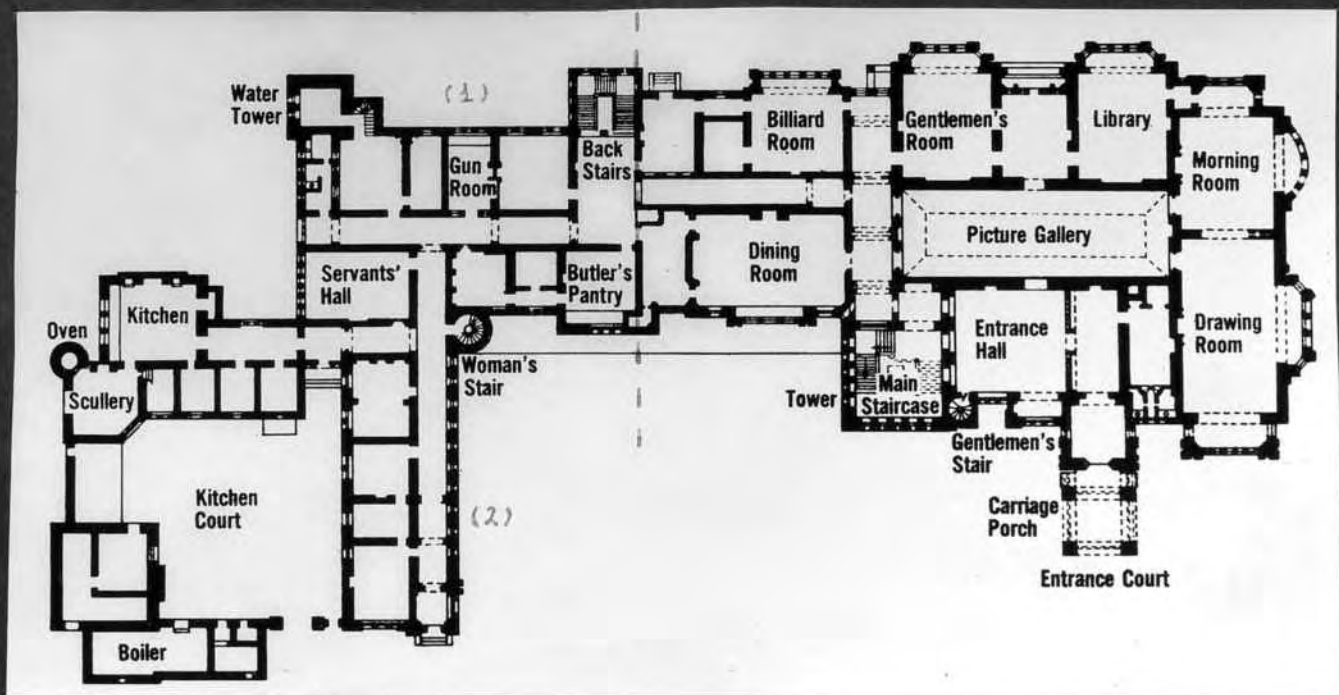 Water
Tower
(1)
Gun
Room
Back
Stairs
Billiard
Room
Gentlemen's
Room
Library
Morning
Room
Picture Gallery
Dining
Room
Servants'
Hall
Butler's
Pantry
Kitchen
Oven
Scullery
Woman's
Stair
Tower
Main
Staircase
Entrance
Hall
Drawing
Room
Gentlemen's
Stair
Kitchen
Court
(2)
Carriage
Porch
Entrance Court
Boiler